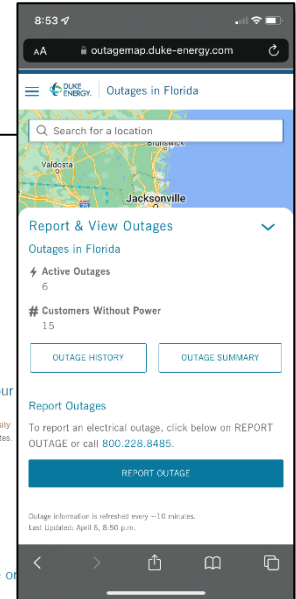 8:53
AA outagemap.duke-energy.com
DUKE ENERGY. Outages in Florida
Search for a location
Brunswick
Valdosta
Jacksonville
Report & View Outages
Outages in Florida
Active Outages
6
# Customers Without Power
15
OUTAGE HISTORY OUTAGE SUMMARY
Report Outages
To report an electrical outage, click below on REPORT
OUTAGE or call 800.228.8485.
REPORT OUTAGE
Outage information is refreshed every ~10 minutes.
Last Updated: April 6, 8:50 p.m.